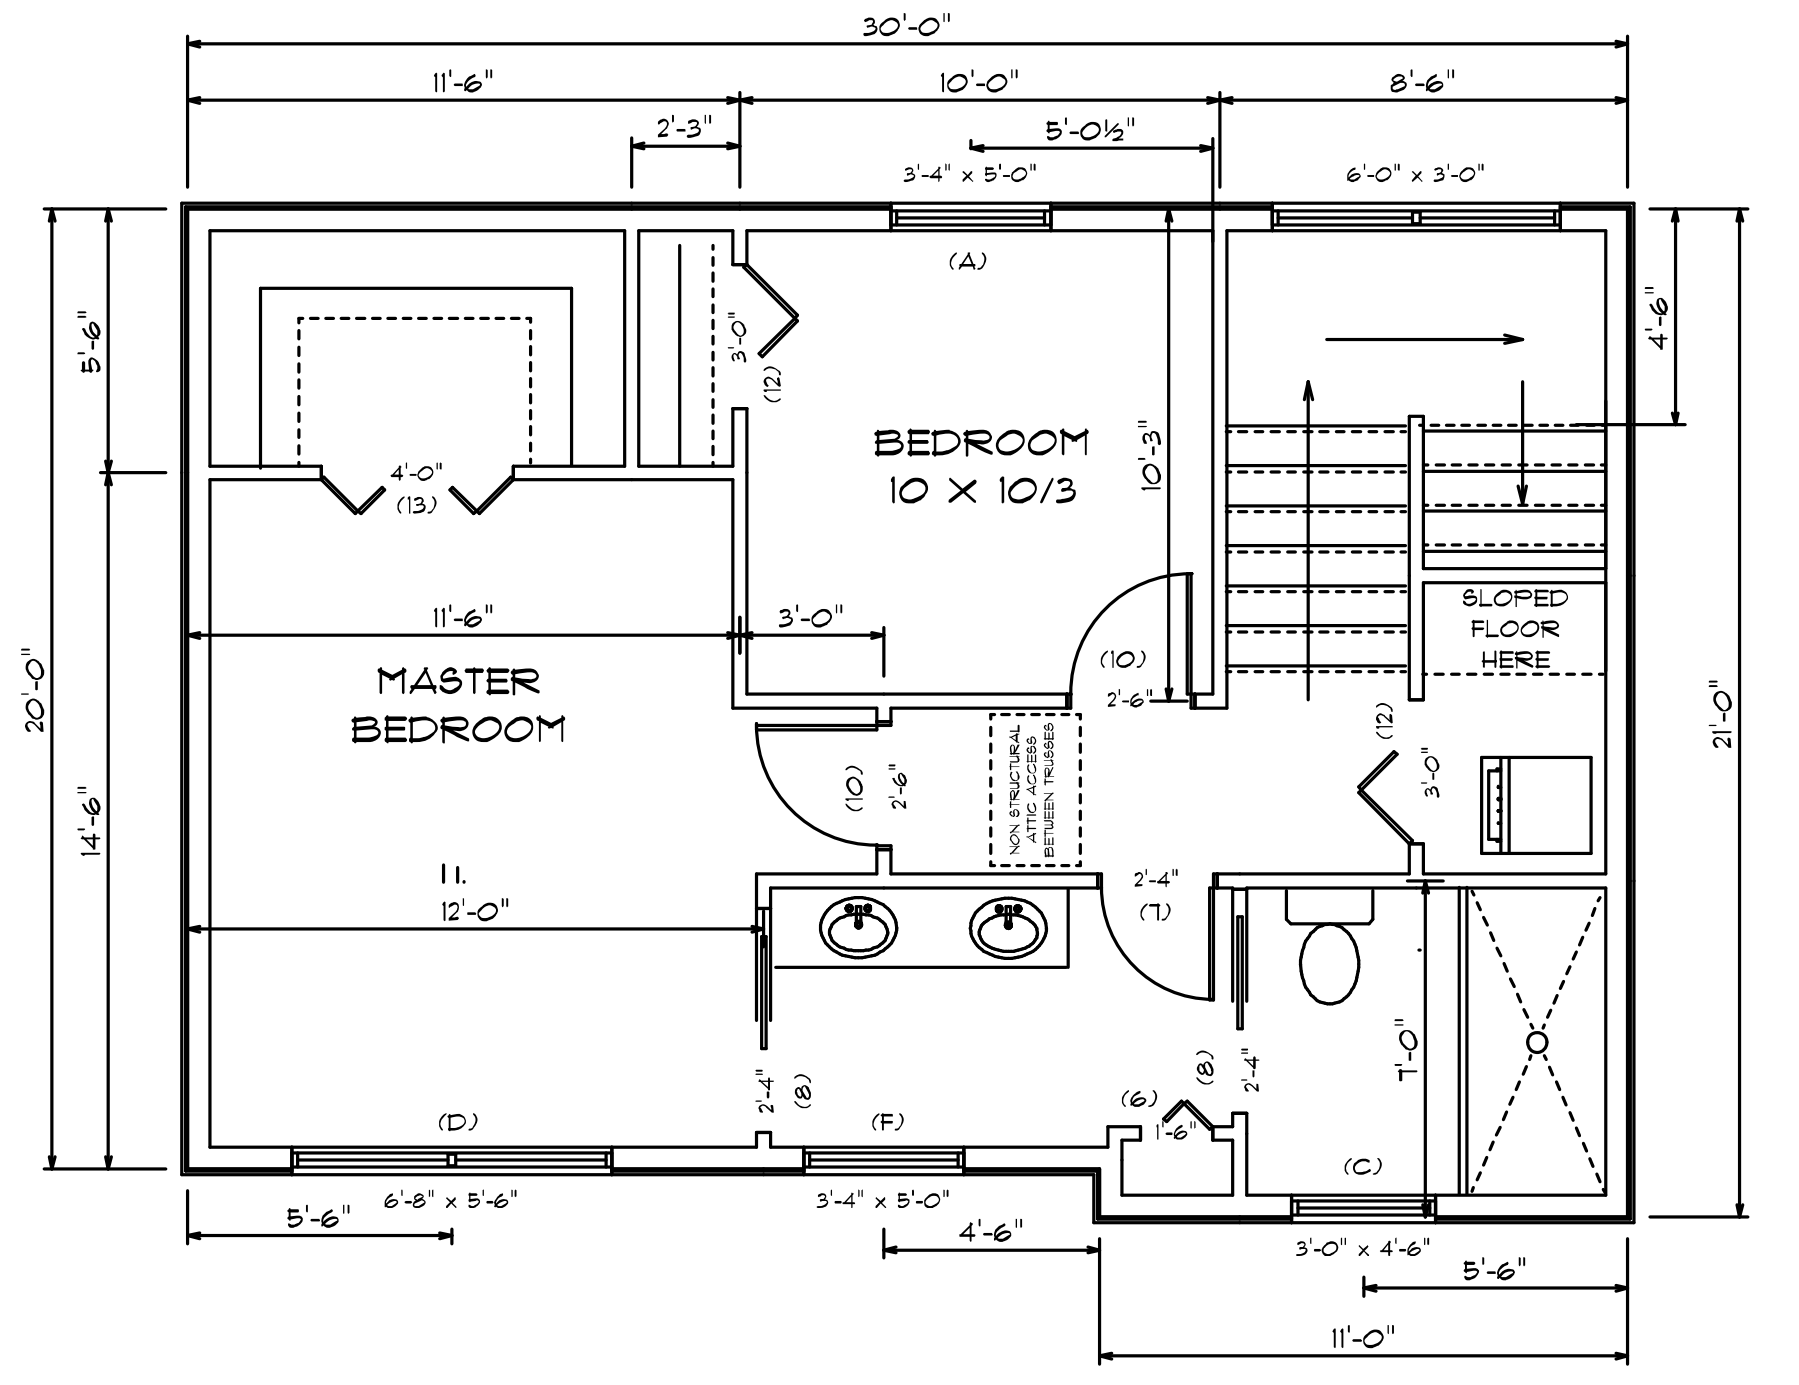 30'-0"
11'-6"
10'-0"
8'-6"
2'-3"
5'-0½"
3'-4" x 5'-0"
6'-0" x 3'-0"
(A)
5'-6"
4'-6"
3'-0"
(12)
4'-0"
(13)
BEDROOM
10 X 10/3
10'-3"
SLOPED
FLOOR
HERE
11'-6"
3'-0"
MASTER
BEDROOM
20'-0"
21'-0"
14'-6"
(10)
2'-6"
(10)
2'-6"
NON STRUCTURAL
ATTIC ACCESS
BETWEEN TRUSSES
(12)
3'-0"
11.
12'-0"
2'-4"
(7)
7'-0"
2'-4"
(8)
(8)
2'-4"
(6)
1'-6"
(D)
(F)
(C)
6'-8" x 5'-6"
3'-4" x 5'-0"
5'-6"
4'-6"
3'-0" x 4'-6"
5'-6"
11'-0"